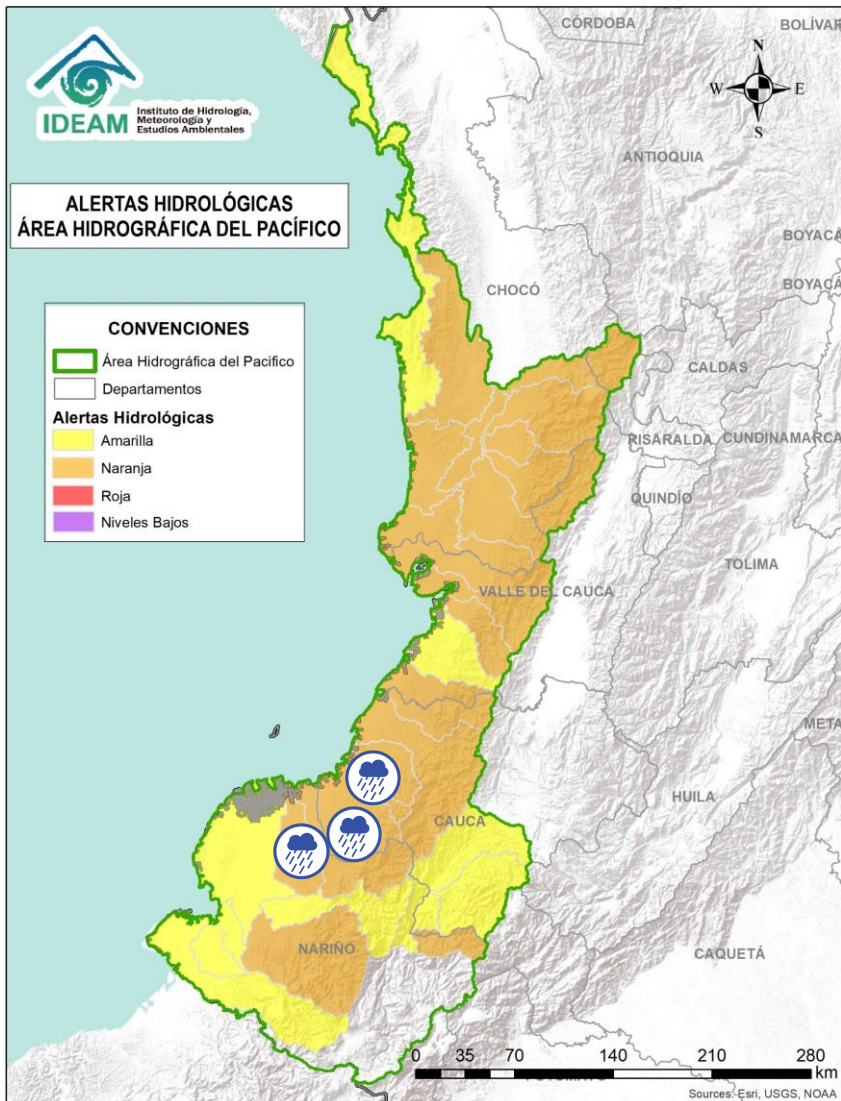 IDEAM
Instituto de Hidrología,
Meteorología y
Estudios Ambientales
ALERTAS HIDROLÓGICAS
ÁREA HIDROGRÁFICA DEL PACÍFICO
CONVENCIONES
Área Hidrográfica del Pacifico
Departamentos
Alertas Hidrológicas
Amarilla
Naranja
Roja
Niveles Bajos
N
W E
S
CÓRDOBA
BOLÍVAR
ANTIOQUIA
BOYACÁ
BOYACÁ
CHOCÓ
CALDAS
RISARALDA
CUNDINAMARCA
QUINDÍO
TOLIMA
VALLE DEL CAUCA
META
HUILA
CAUCA
NARIÑO
CAQUETÁ
0 35 70 140 210 280
km
Sources: Esri, USGS, NOAA